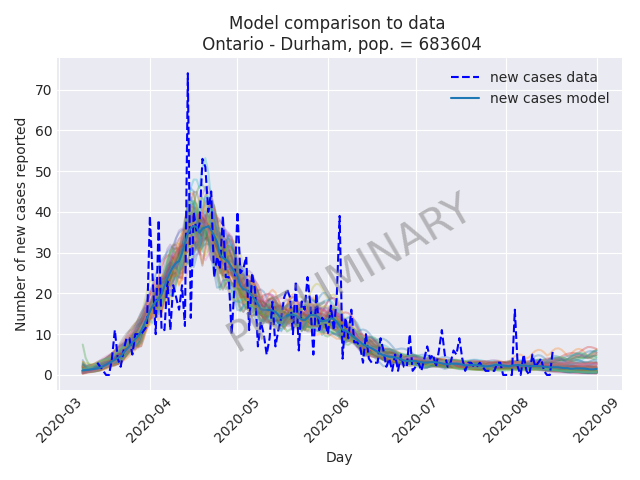 Model comparison to data
Ontario - Durham, pop. = 683604
new cases data
new cases model
PRELIMINARY
Number of new cases reported
70
60
50
40
30
20
10
0
2020-03
2020-04
2020-05
2020-06
2020-07
2020-08
2020-09
Day